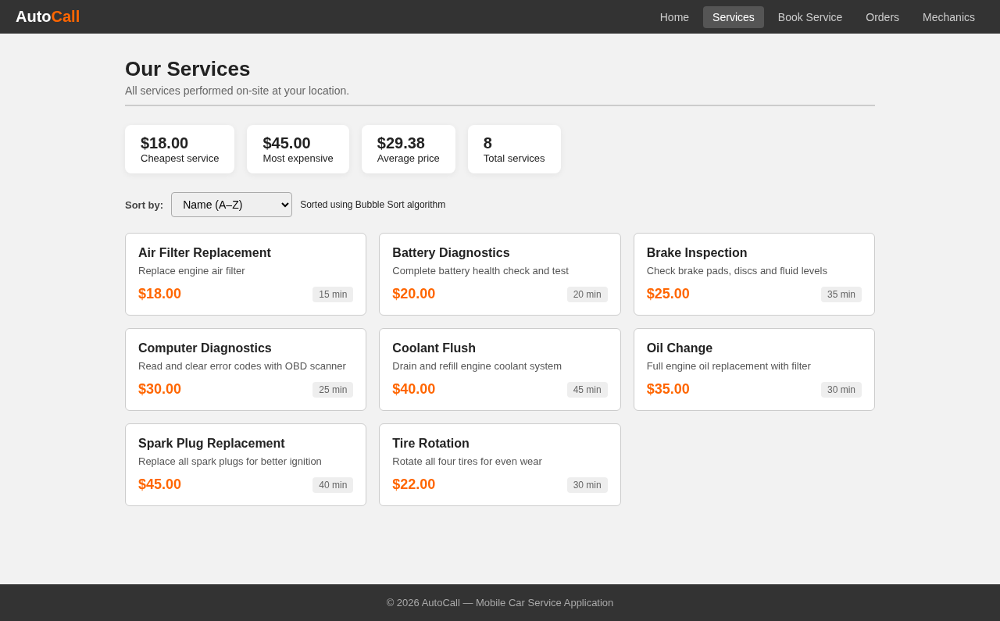 AutoCall
Home Services Book Service Orders Mechanics
Our Services
All services performed on-site at your location.
$18.00 $45.00 $29.38 8
Cheapest service Most expensive Average price Total services
Sort by: Name (A–Z) Sorted using Bubble Sort algorithm
Air Filter Replacement
Replace engine air filter
$18.00 15 min
Battery Diagnostics
Complete battery health check and test
$20.00 20 min
Brake Inspection
Check brake pads, discs and fluid levels
$25.00 35 min
Computer Diagnostics
Read and clear error codes with OBD scanner
$30.00 25 min
Coolant Flush
Drain and refill engine coolant system
$40.00 45 min
Oil Change
Full engine oil replacement with filter
$35.00 30 min
Spark Plug Replacement
Replace all spark plugs for better ignition
$45.00 40 min
Tire Rotation
Rotate all four tires for even wear
$22.00 30 min
© 2026 AutoCall — Mobile Car Service Application